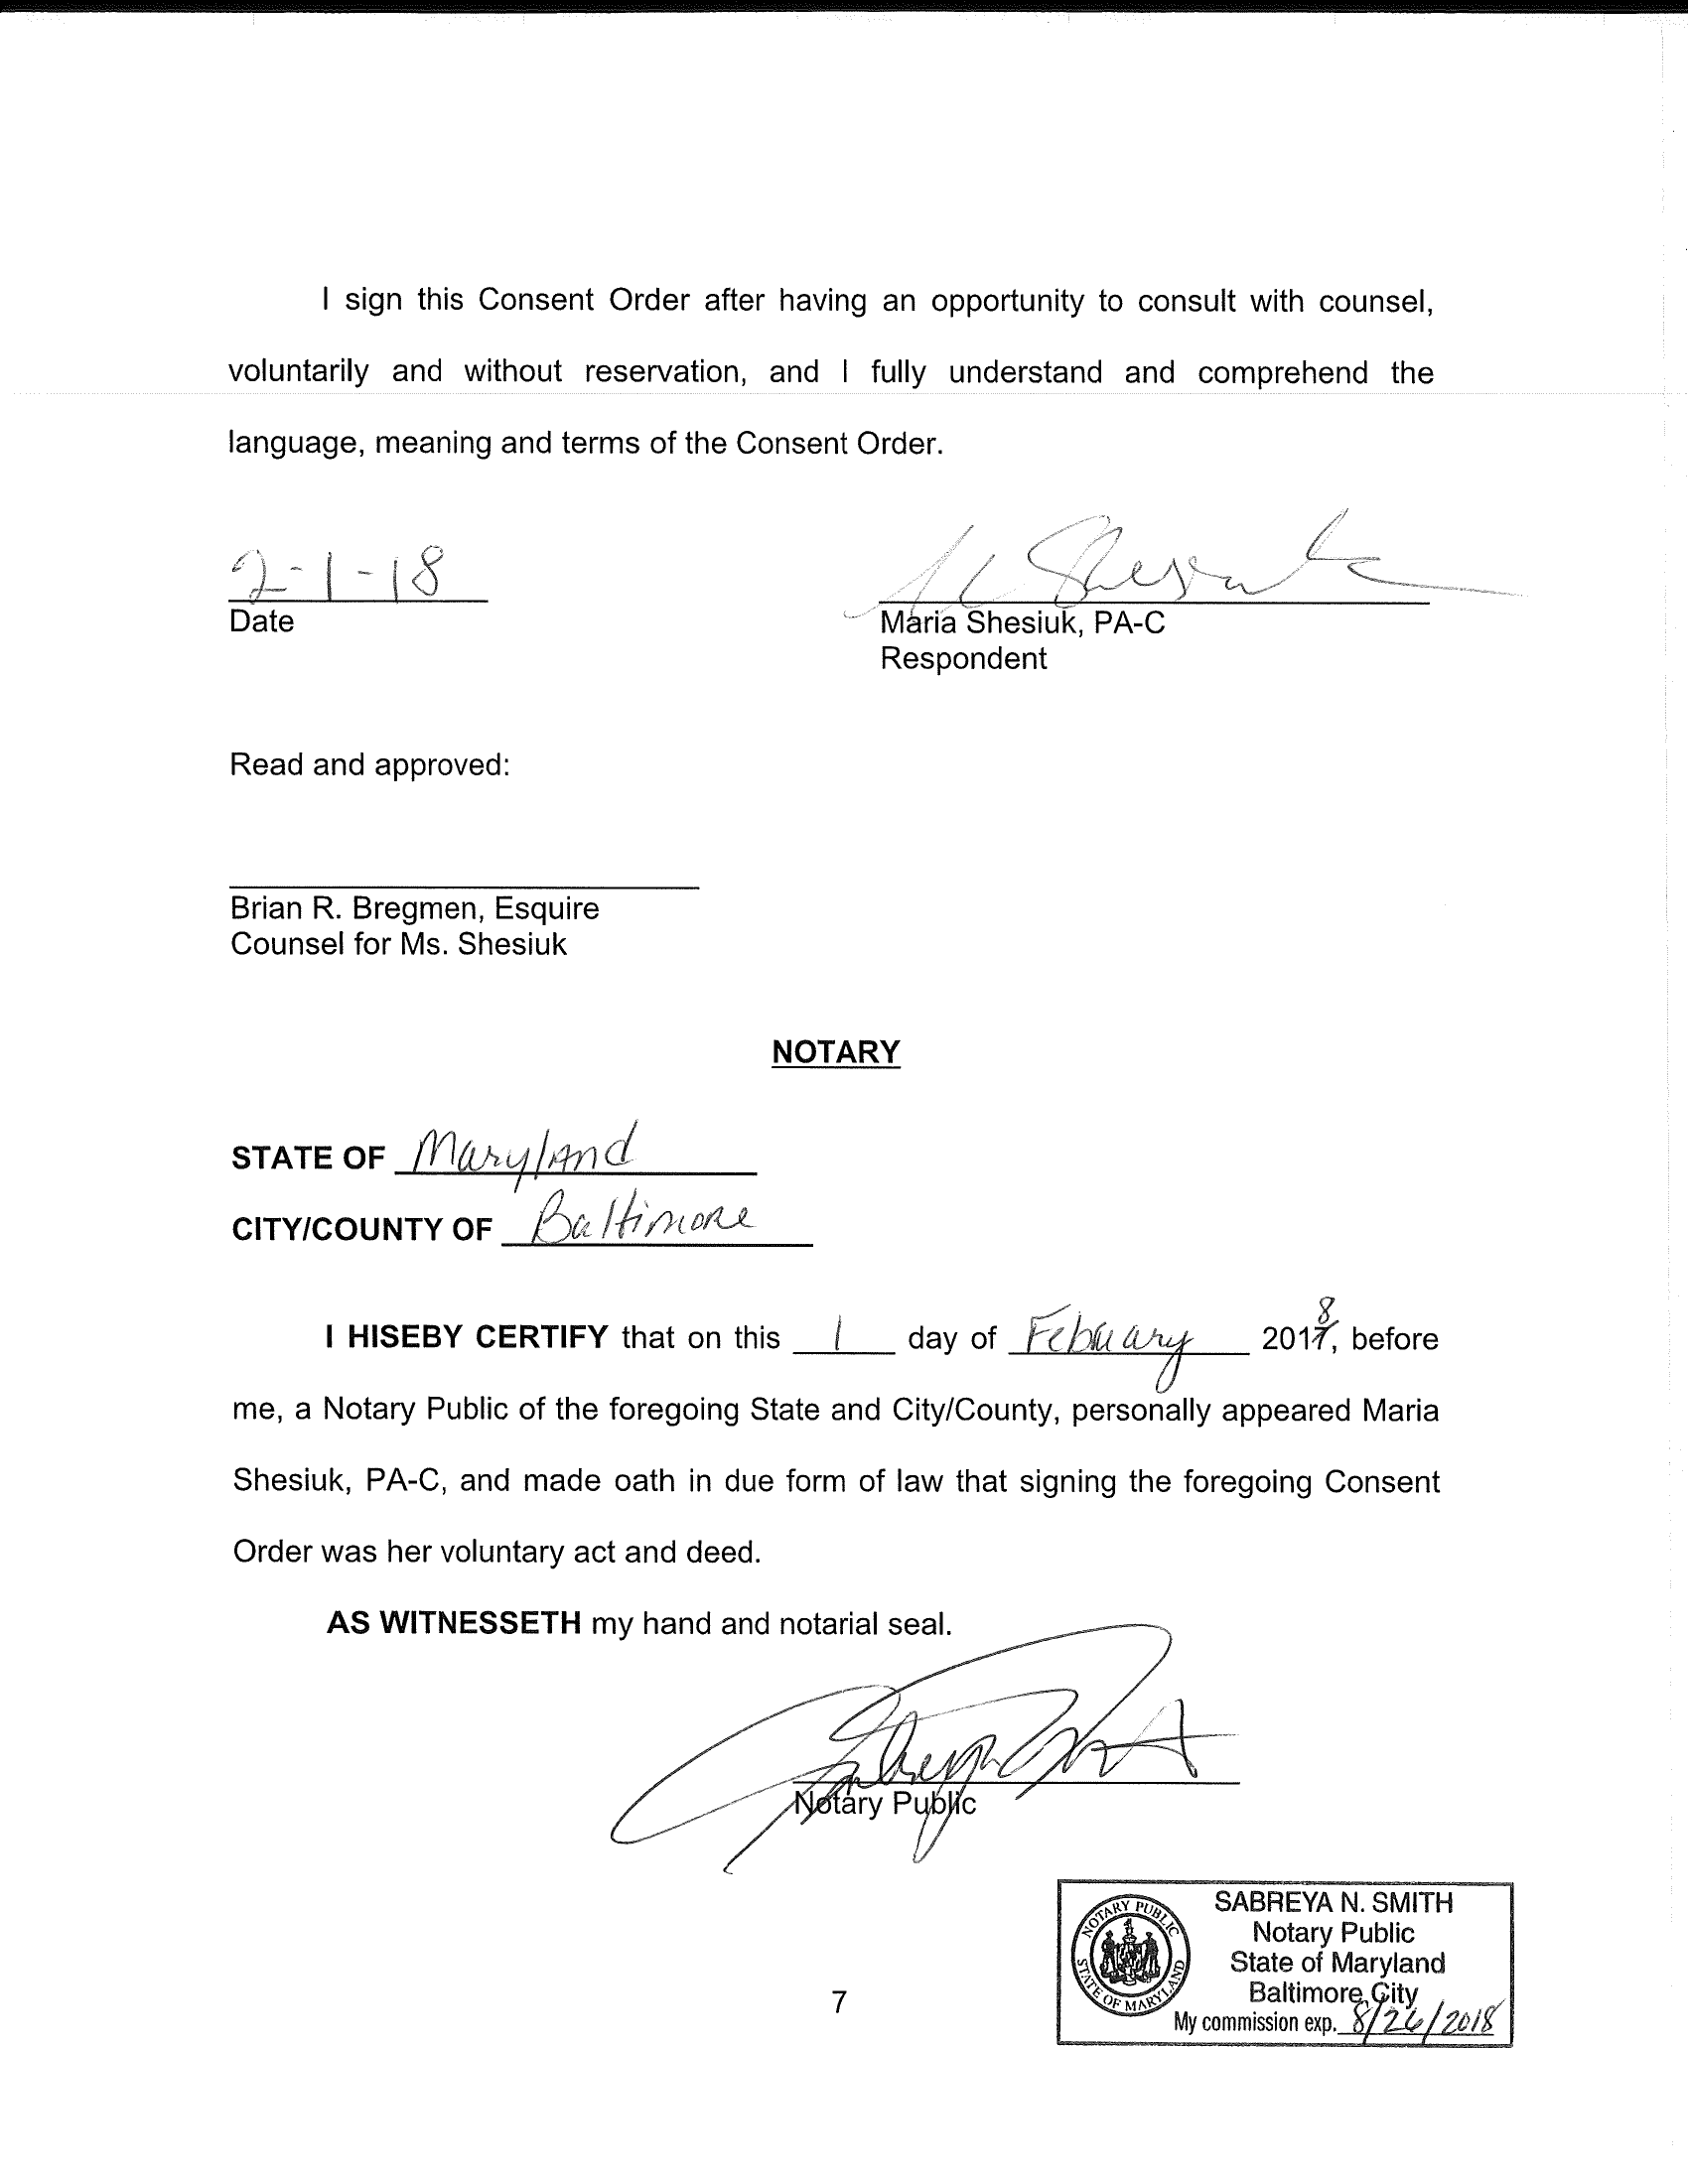 I sign this Consent Order after having an opportunity to consult with counsel,
voluntarily and without reservation, and I fully understand and comprehend the
language, meaning and terms of the Consent Order.
2-1-18
Date
Maria Shesiuk, PA-C
Respondent
Read and approved:
Brian R. Bregmen, Esquire
Counsel for Ms. Shesiuk
NOTARY
STATE OF Maryland
CITY/COUNTY OF Baltimore
I HISEBY CERTIFY that on this 1 day of February 2018, before
me, a Notary Public of the foregoing State and City/County, personally appeared Maria
Shesiuk, PA-C, and made oath in due form of law that signing the foregoing Consent
Order was her voluntary act and deed.
AS WITNESSETH my hand and notarial seal.
Notary Public
NOTARY PUBLIC
STATE OF MARYLAND
SABREYA N. SMITH
Notary Public
State of Maryland
Baltimore City
My commission exp. 8/26/2018
7